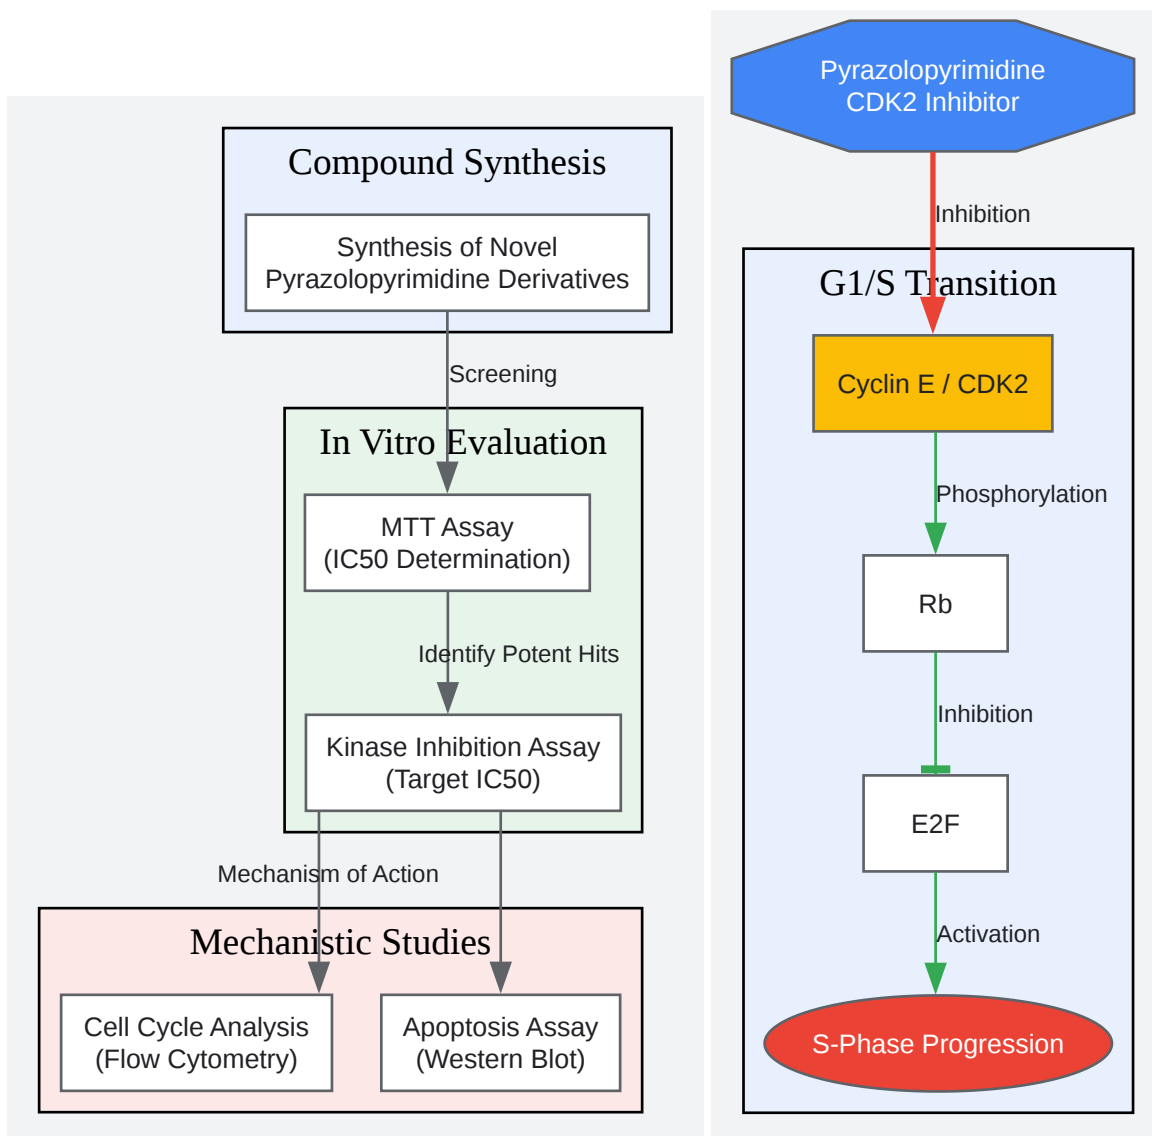 Compound Synthesis
Synthesis of Novel
Pyrazolopyrimidine Derivatives
Screening
In Vitro Evaluation
MTT Assay
(IC50 Determination)
Identify Potent Hits
Kinase Inhibition Assay
(Target IC50)
Mechanism of Action
Mechanistic Studies
Cell Cycle Analysis
(Flow Cytometry)
Apoptosis Assay
(Western Blot)
Pyrazolopyrimidine
CDK2 Inhibitor
Inhibition
G1/S Transition
Cyclin E / CDK2
Phosphorylation
Rb
Inhibition
E2F
Activation
S-Phase Progression